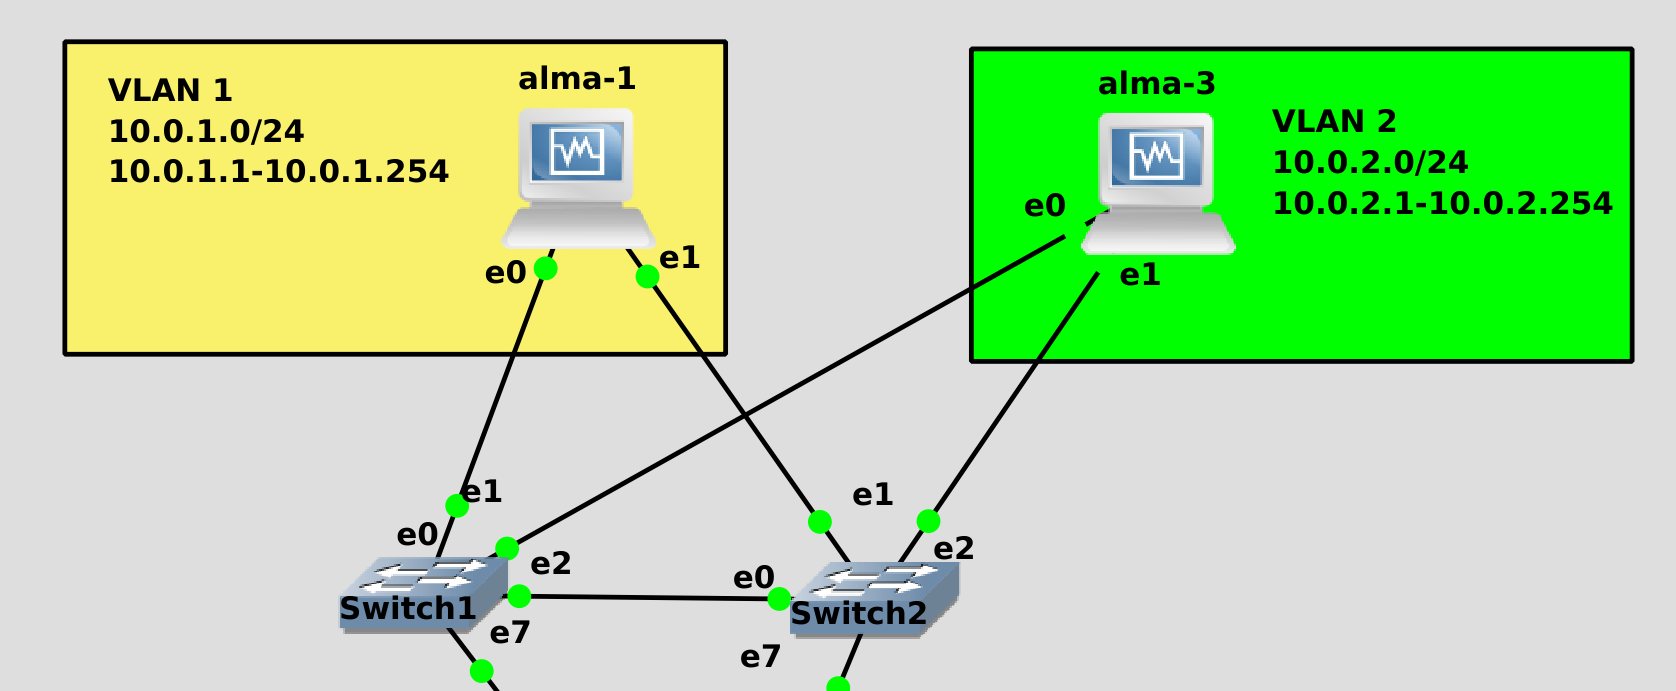 VLAN 1
10.0.1.0/24
10.0.1.1-10.0.1.254
alma-1
e0
e1
alma-3
VLAN 2
10.0.2.0/24
10.0.2.1-10.0.2.254
e0
e1
e1
e0
e2
Switch1
e7
e1
e2
e0
Switch2
e7